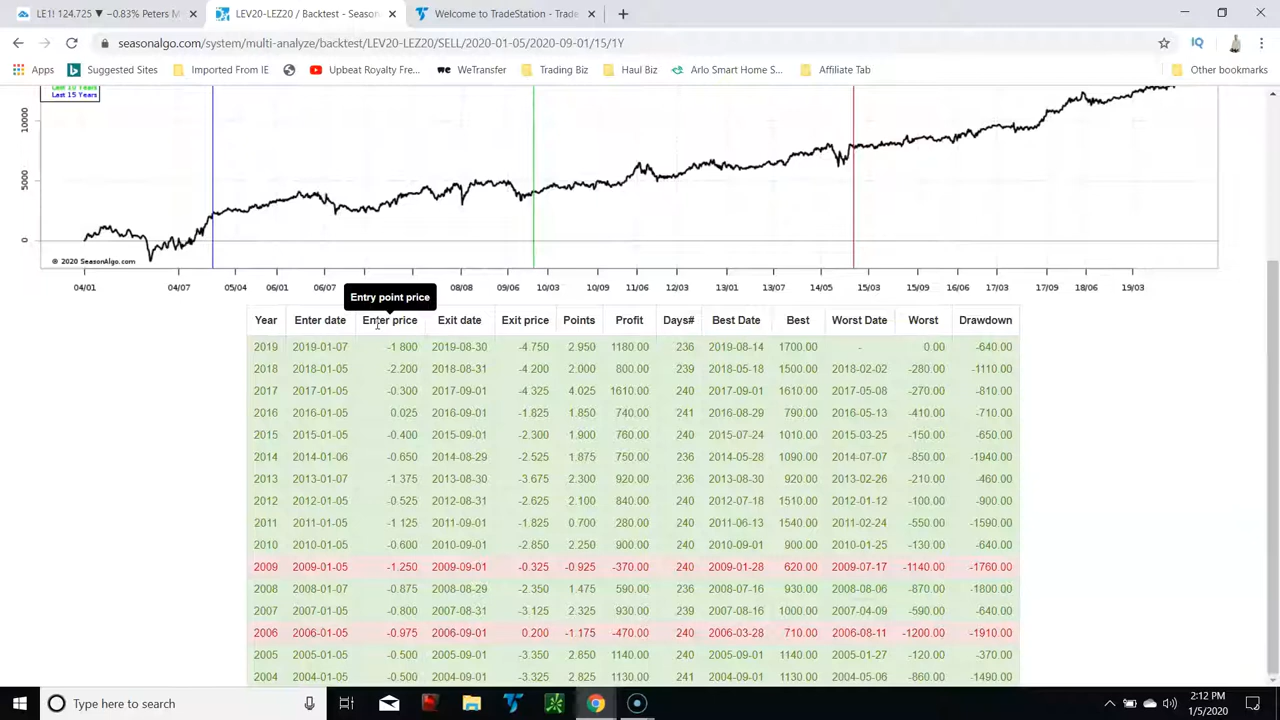 LE1! 124.725 ▼ −0.83% Peters M
LEV20-LEZ20 / Backtest - Season
Welcome to TradeStation - Trade
seasonalgo.com/system/multi-analyze/backtest/LEV20-LEZ20/SELL/2020-01-05/2020-09-01/15/1Y
Apps Suggested Sites Imported From IE Upbeat Royalty Fre... WeTransfer Trading Biz Haul Biz Arlo Smart Home S... Affiliate Tab Other bookmarks
Last 15 Years
10000
5000
0
© 2020 SeasonAlgo.com
04/01 04/07 05/04 06/01 06/07 08/08 09/06 10/03 10/09 11/06 12/03 13/01 13/07 14/05 15/03 15/09 16/06 17/03 17/09 18/06 19/03
Entry point price
Year Enter date Enter price Exit date Exit price Points Profit Days# Best Date Best Worst Date Worst Drawdown
2019 2019-01-07 -1.800 2019-08-30 -4.750 2.950 1180.00 236 2019-08-14 1700.00 - 0.00 -640.00
2018 2018-01-05 -2.200 2018-08-31 -4.200 2.000 800.00 239 2018-05-18 1500.00 2018-02-02 -280.00 -1110.00
2017 2017-01-05 -0.300 2017-09-01 -4.325 4.025 1610.00 240 2017-09-01 1610.00 2017-05-08 -270.00 -810.00
2016 2016-01-05 0.025 2016-09-01 -1.825 1.850 740.00 241 2016-08-29 790.00 2016-05-13 -410.00 -710.00
2015 2015-01-05 -0.400 2015-09-01 -2.300 1.900 760.00 240 2015-07-24 1010.00 2015-03-25 -150.00 -650.00
2014 2014-01-06 -0.650 2014-08-29 -2.525 1.875 750.00 236 2014-05-28 1090.00 2014-07-07 -850.00 -1940.00
2013 2013-01-07 -1.375 2013-08-30 -3.675 2.300 920.00 236 2013-08-30 920.00 2013-02-26 -210.00 -460.00
2012 2012-01-05 -0.525 2012-08-31 -2.625 2.100 840.00 240 2012-07-18 1510.00 2012-01-12 -100.00 -900.00
2011 2011-01-05 -1.125 2011-09-01 -1.825 0.700 280.00 240 2011-06-13 1540.00 2011-02-24 -550.00 -1590.00
2010 2010-01-05 -0.600 2010-09-01 -2.850 2.250 900.00 240 2010-09-01 900.00 2010-01-25 -130.00 -640.00
2009 2009-01-05 -1.250 2009-09-01 -0.325 -0.925 -370.00 240 2009-01-28 620.00 2009-07-17 -1140.00 -1760.00
2008 2008-01-07 -0.875 2008-08-29 -2.350 1.475 590.00 236 2008-07-16 930.00 2008-08-06 -870.00 -1800.00
2007 2007-01-05 -0.800 2007-08-31 -3.125 2.325 930.00 239 2007-08-16 1000.00 2007-04-09 -590.00 -640.00
2006 2006-01-05 -0.975 2006-09-01 0.200 -1.175 -470.00 240 2006-03-28 710.00 2006-08-11 -1200.00 -1910.00
2005 2005-01-05 -0.500 2005-09-01 -3.350 2.850 1140.00 240 2005-09-01 1140.00 2005-01-27 -120.00 -370.00
2004 2004-01-05 -0.500 2004-09-01 -3.325 2.825 1130.00 241 2004-09-01 1130.00 2004-05-06 -860.00 -1490.00
Type here to search
2:12 PM
1/5/2020